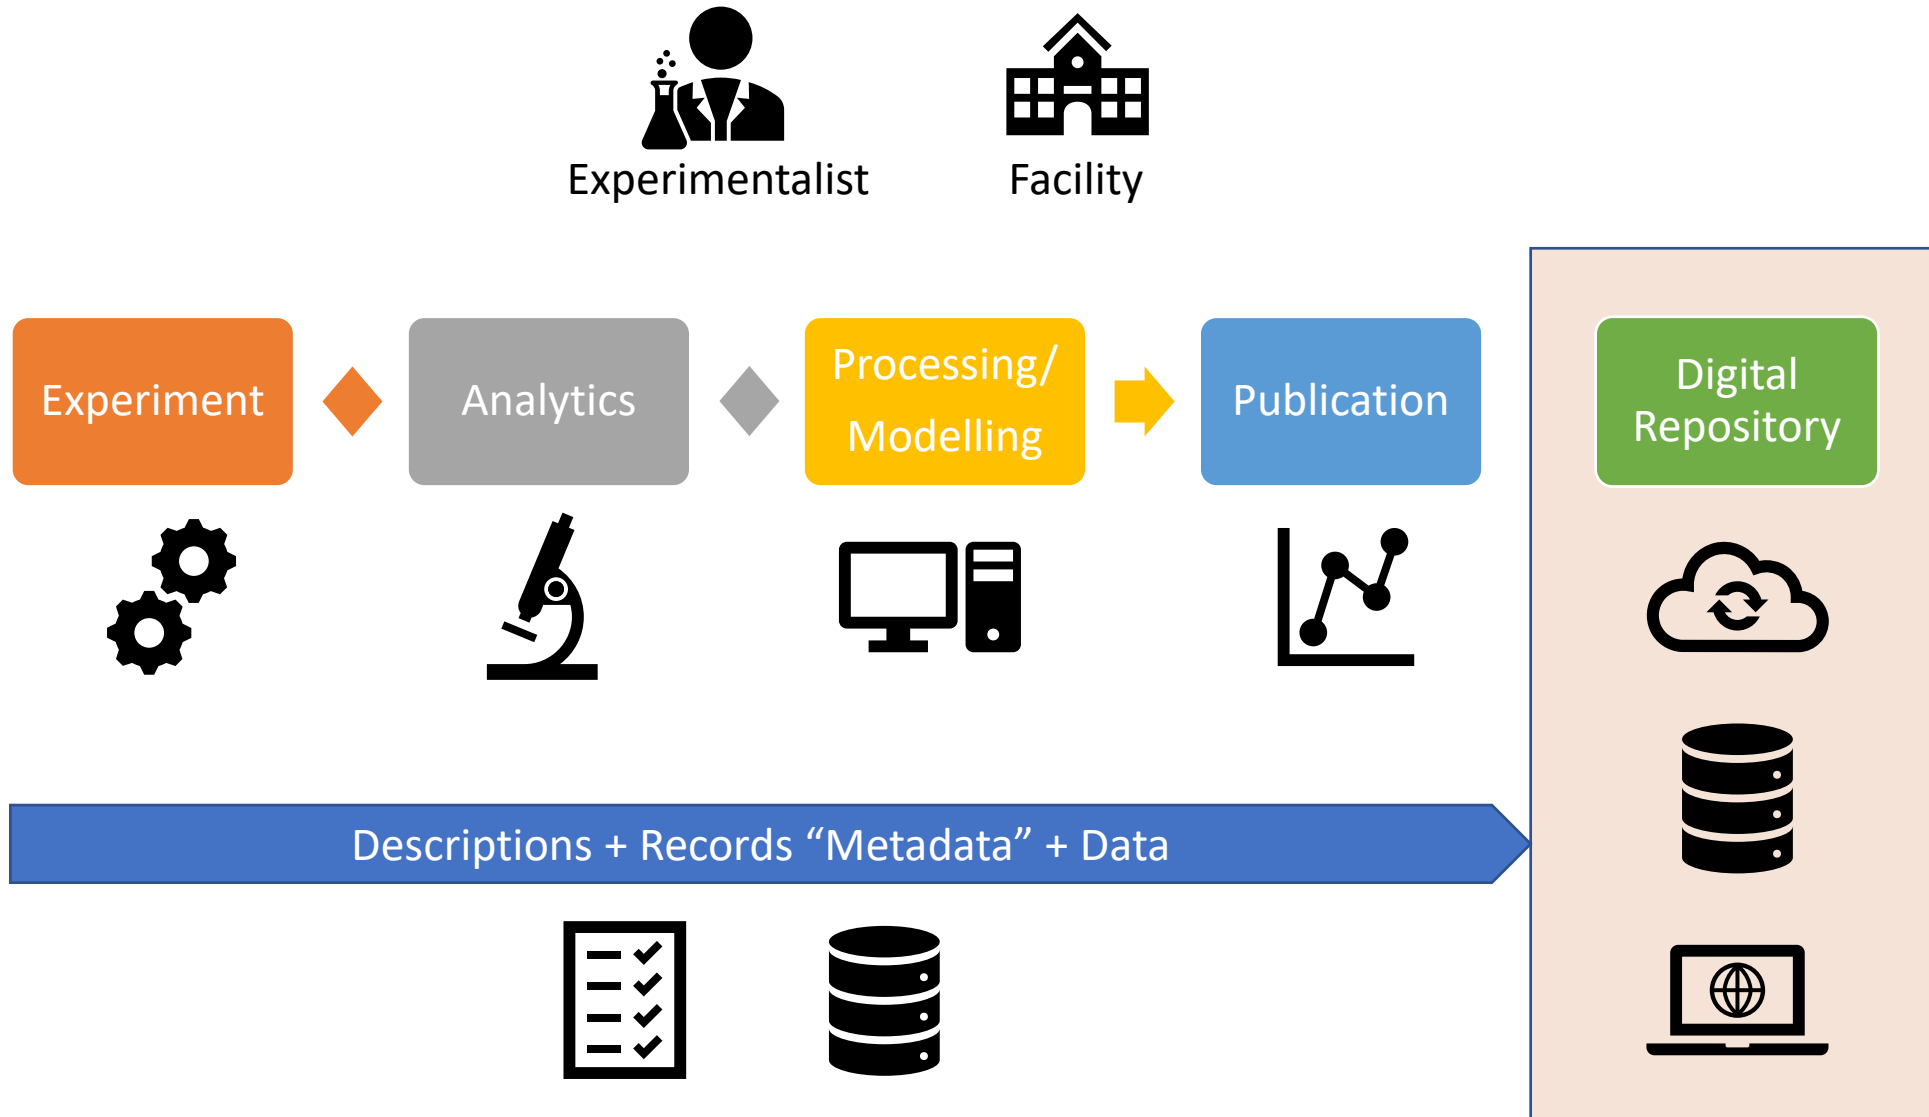 Experimentalist
Facility
Experiment
Analytics
Processing/
Modelling
Publication
Digital
Repository
Descriptions + Records “Metadata” + Data